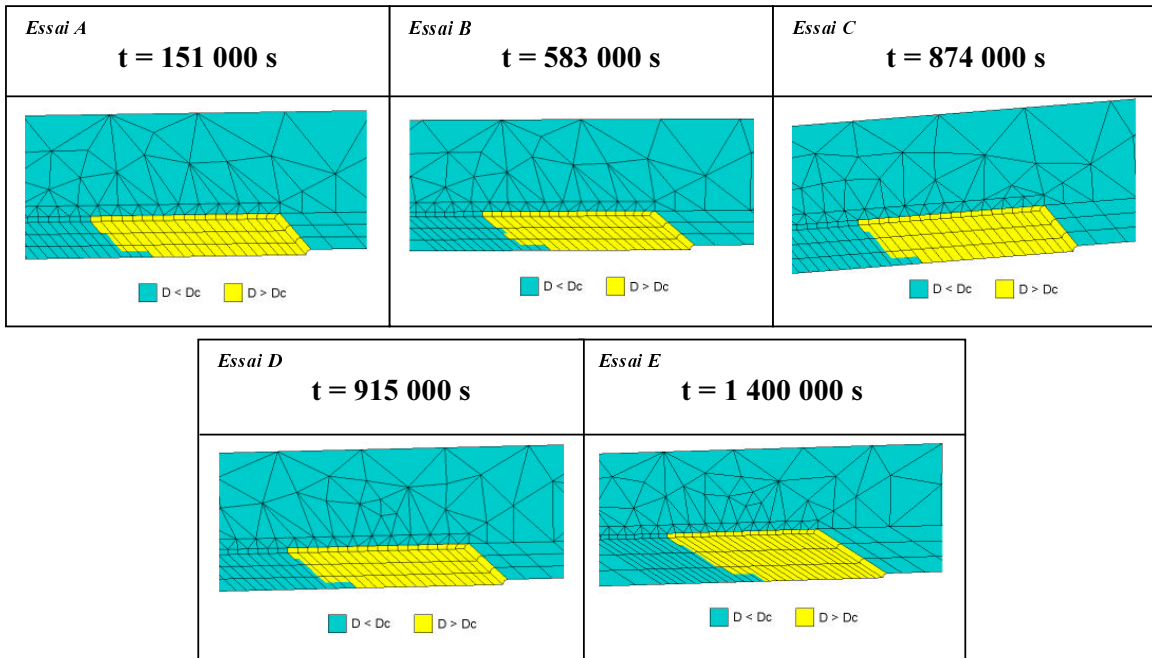 Essai A
t = 151 000 s
Essai B
t = 583 000 s
Essai C
t = 874 000 s
D < Dc D > Dc
D < Dc D > Dc
D < Dc D > Dc
Essai D
t = 915 000 s
Essai E
t = 1 400 000 s
D < Dc D > Dc
D < Dc D > Dc